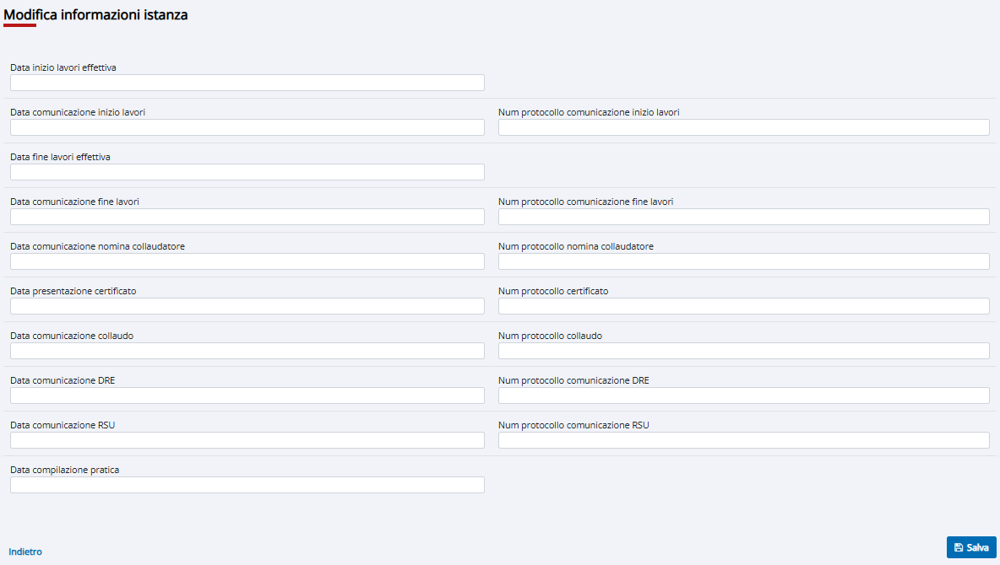 Modifica informazioni istanza
Data inizio lavori effettiva
Data comunicazione inizio lavori
Num protocollo comunicazione inizio lavori
Data fine lavori effettiva
Data comunicazione fine lavori
Num protocollo comunicazione fine lavori
Data comunicazione nomina collaudatore
Num protocollo nomina collaudatore
Data presentazione certificato
Num protocollo certificato
Data comunicazione collaudo
Num protocollo collaudo
Data comunicazione DRE
Num protocollo comunicazione DRE
Data comunicazione RSU
Num protocollo comunicazione RSU
Data compilazione pratica
Indietro
Salva